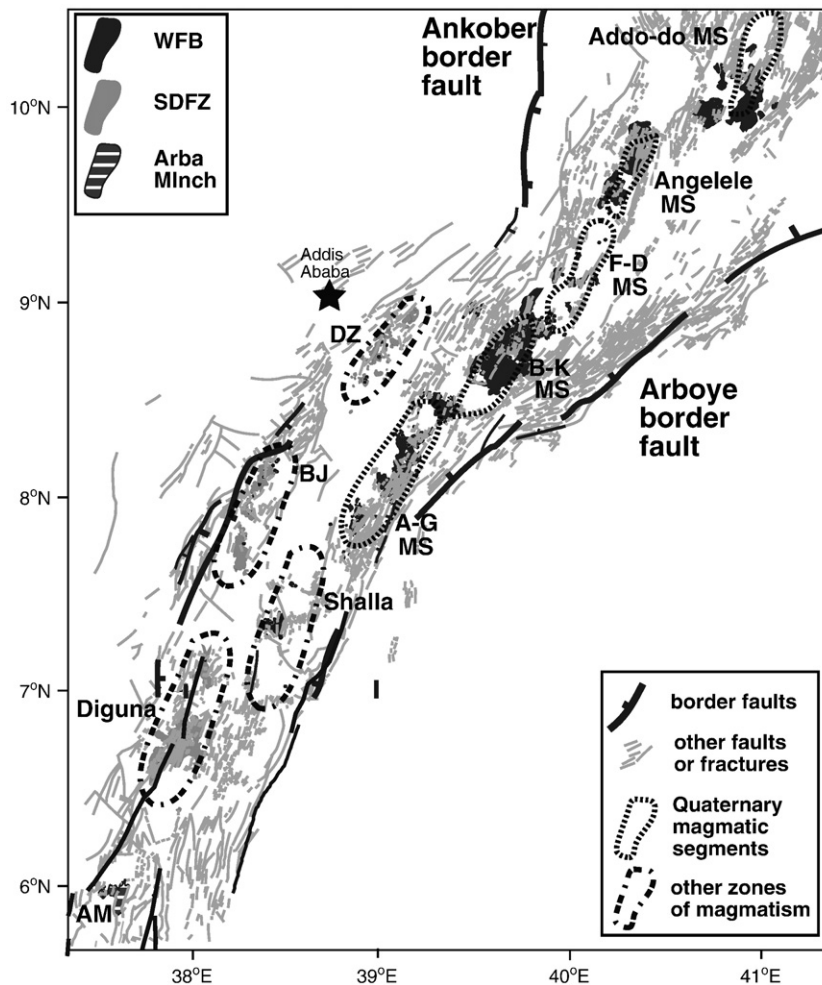 WFB
SDFZ
Arba
MInch
Ankober
border
fault
Addo-do MS
10°N
Angelele
MS
Addis
Ababa
F-D
MS
9°N
DZ
B-K
MS
Arboye
border
fault
BJ
8°N
A-G
MS
Shalla
7°N
Diguna
border faults
other faults
or fractures
Quaternary
magmatic
segments
other zones
of magmatism
6°N
AM
38°E
39°E
40°E
41°E